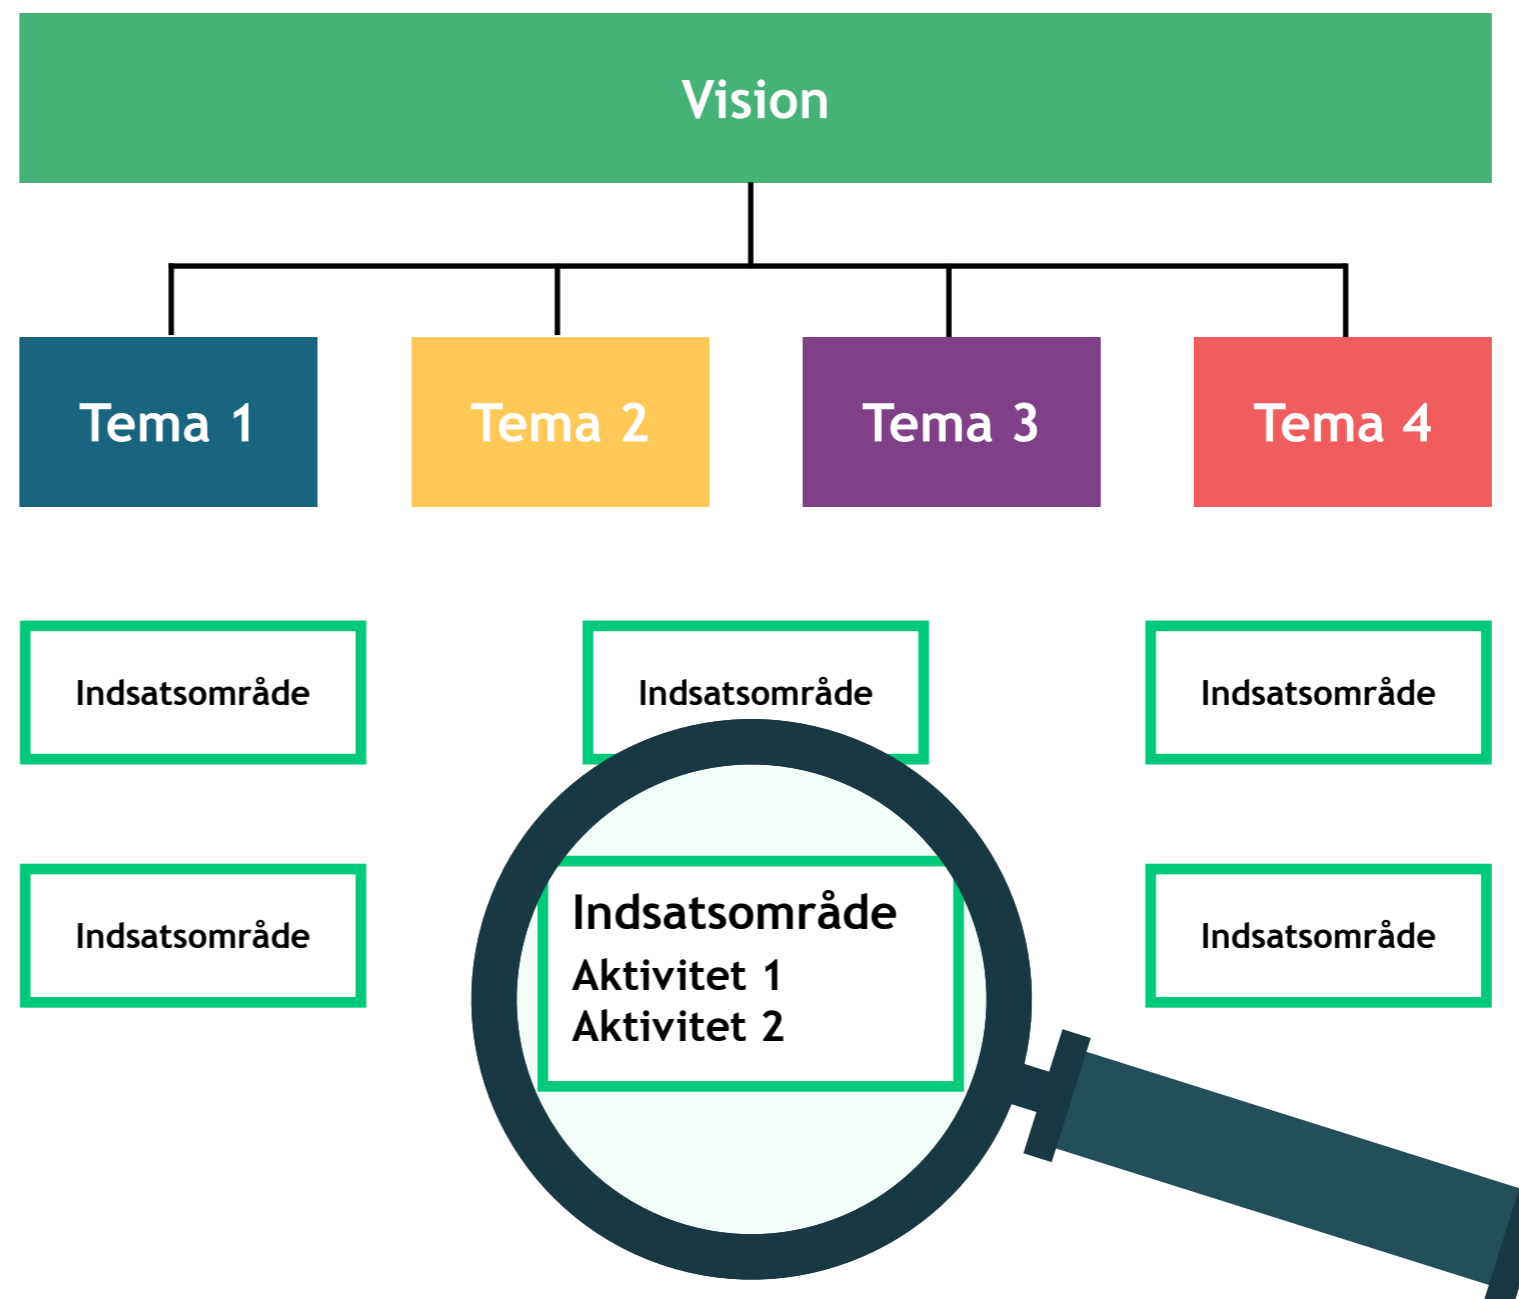 Vision
Tema 1
Tema 2
Tema 3
Tema 4
Indsatsområde
Indsatsområde
Indsatsområde
Indsatsområde
Indsatsområde
Aktivitet 1
Aktivitet 2
Indsatsområde